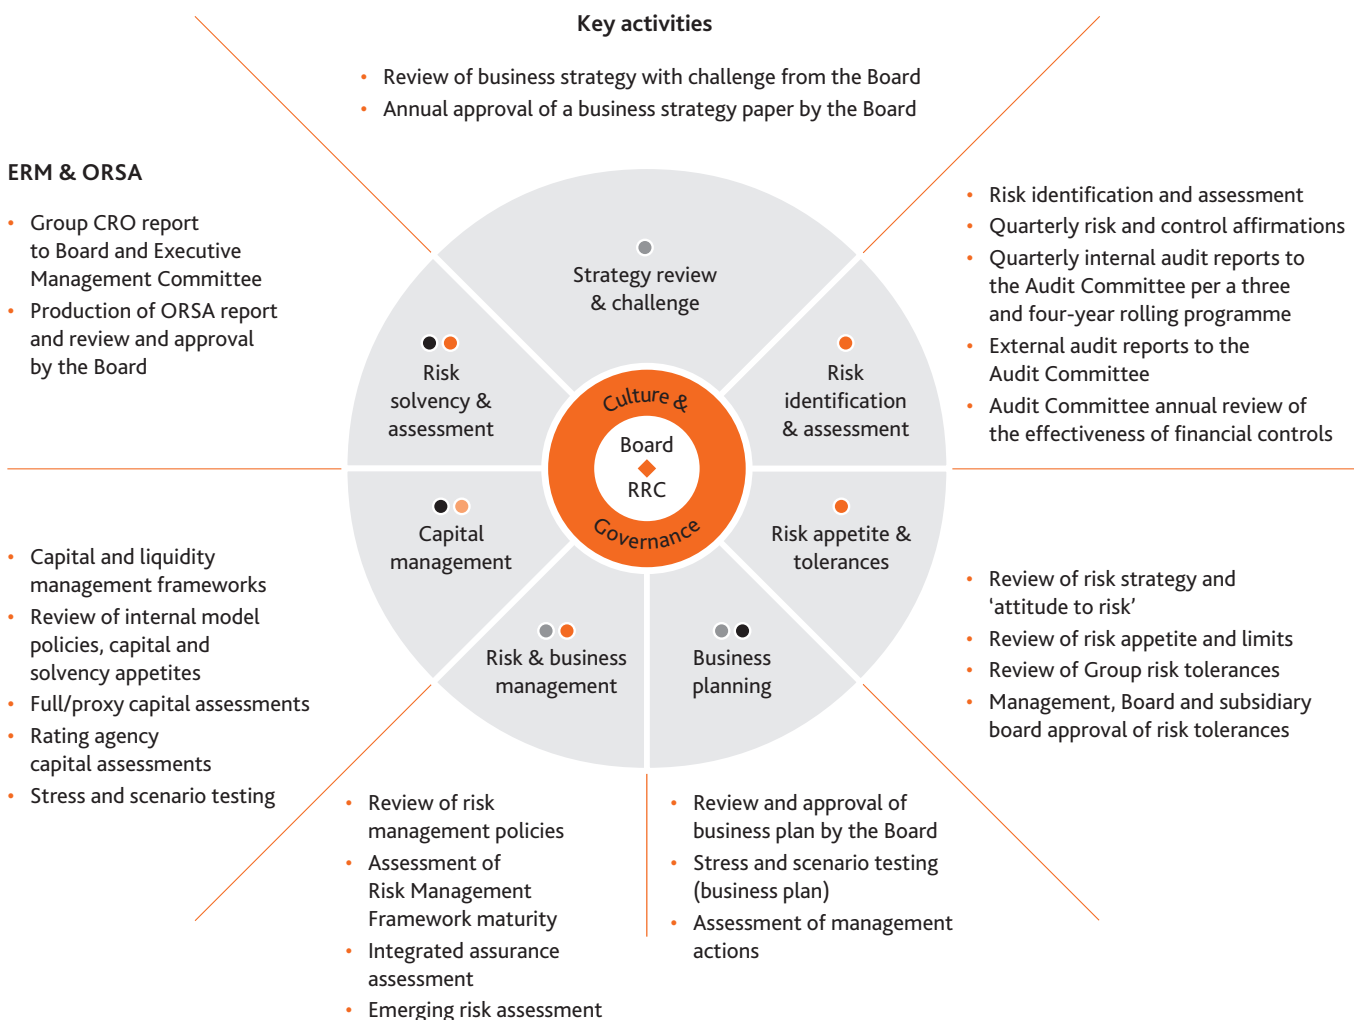 Key activities
• Review of business strategy with challenge from the Board
• Annual approval of a business strategy paper by the Board
ERM & ORSA
• Group CRO report
to Board and Executive
Management Committee
• Production of ORSA report
and review and approval
by the Board
• Risk identification and assessment
• Quarterly risk and control affirmations
• Quarterly internal audit reports to
the Audit Committee per a three
and four-year rolling programme
• External audit reports to the
Audit Committee
• Audit Committee annual review of
the effectiveness of financial controls
Strategy review
& challenge
Risk
solvency &
assessment
Risk
identification
& assessment
Culture &
Board
RRC
Governance
Capital
management
Risk appetite &
tolerances
Risk & business
management
Business
planning
• Capital and liquidity
management frameworks
• Review of internal model
policies, capital and
solvency appetites
• Full/proxy capital assessments
• Rating agency
capital assessments
• Stress and scenario testing
• Review of risk strategy and
‘attitude to risk’
• Review of risk appetite and limits
• Review of Group risk tolerances
• Management, Board and subsidiary
board approval of risk tolerances
• Review of risk
management policies
• Assessment of
Risk Management
Framework maturity
• Integrated assurance
assessment
• Emerging risk assessment
• Review and approval of
business plan by the Board
• Stress and scenario testing
(business plan)
• Assessment of management
actions